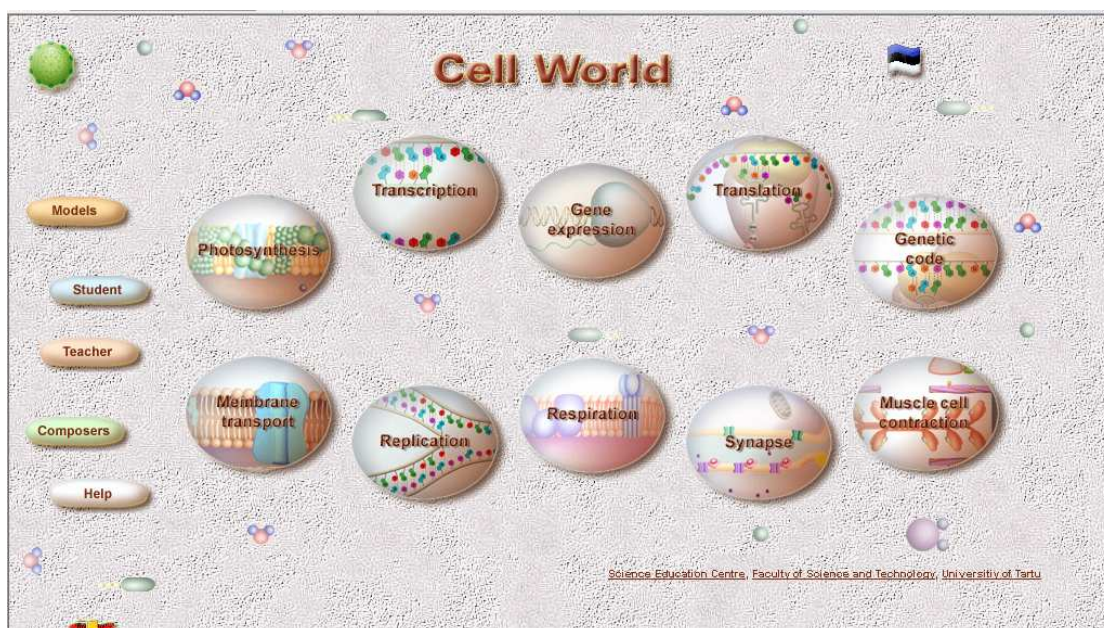 Cell World
Models
Student
Teacher
Composers
Help
Photosynthesis
Transcription
Gene
expression
Translation
Genetic
code
Membrane
transport
Replication
Respiration
Synapse
Muscle cell
contraction
Science Education Centre, Faculty of Science and Technology, Universitiy of Tartu